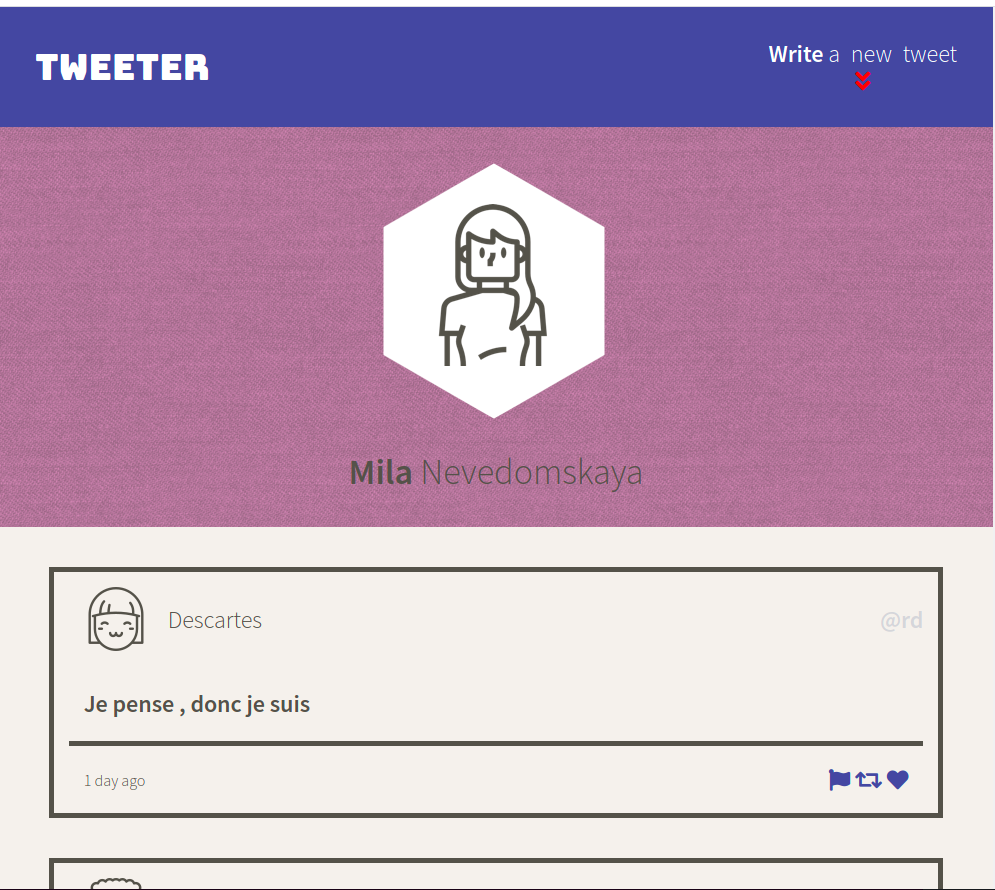 TWEETER
Write a new tweet
Mila Nevedomskaya
Descartes
@rd
Je pense , donc je suis
1 day ago